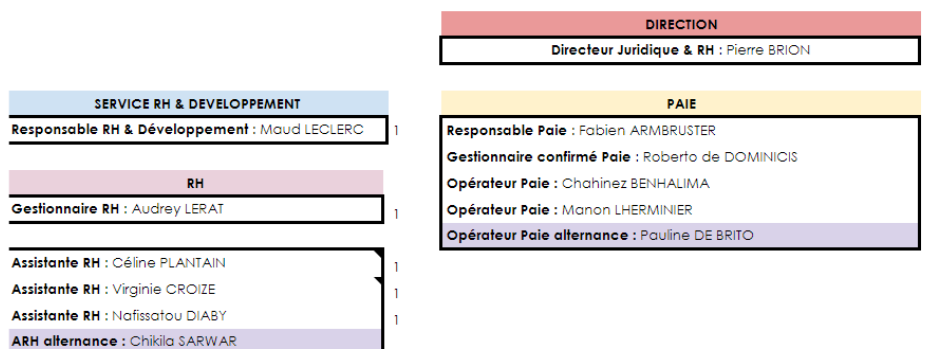 DIRECTION
Directeur Juridique & RH : Pierre BRION
SERVICE RH & DEVELOPPEMENT
Responsable RH & Développement : Maud LECLERC 1
RH
Gestionnaire RH : Audrey LERAT 1
Assistante RH : Céline PLANTAIN 1
Assistante RH : Virginie CROIZE 1
Assistante RH : Nafissatou DIABY 1
ARH alternance : Chikila SARWAR
PAIE
Responsable Paie : Fabien ARMBRUSTER
Gestionnaire confirmé Paie : Roberto de DOMINICIS
Opérateur Paie : Chahinez BENHALIMA
Opérateur Paie : Manon LHERMINIER
Opérateur Paie alternance : Pauline DE BRITO